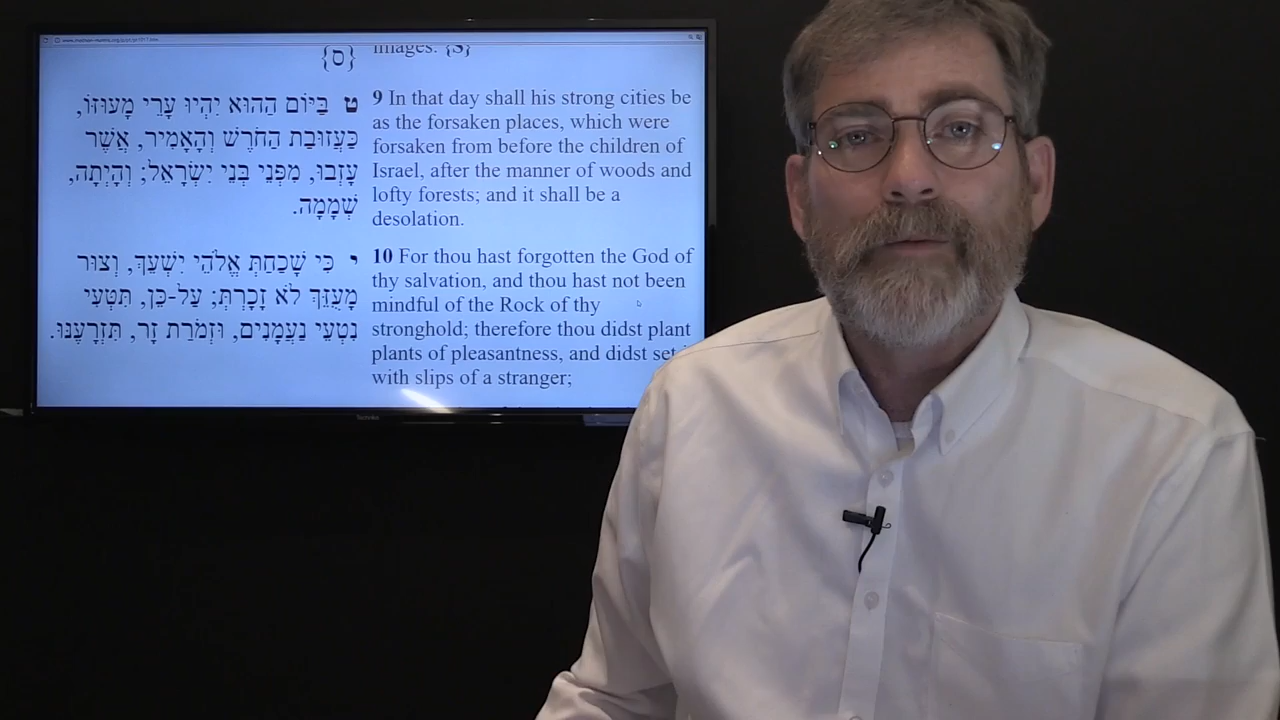 {ס}
images. {S}
ט בַּיּוֹם הַהוּא יִהְיוּ עָרֵי מָעוּזּוֹ,
כַּעֲזוּבַת הַחֹרֶשׁ וְהָאָמִיר, אֲשֶׁר
עָזְבוּ, מִפְּנֵי בְּנֵי יִשְׂרָאֵל; וְהָיְתָה,
שְׁמָמָה.
9 In that day shall his strong cities be
as the forsaken places, which were
forsaken from before the children of
Israel, after the manner of woods and
lofty forests; and it shall be a
desolation.
י כִּי שָׁכַחַתְּ אֱלֹהֵי יִשְׁעֵךְ, וְצוּר
מָעֻזֵּךְ לֹא זָכָרְתְּ; עַל-כֵּן, תִּטְּעִי
נִטְעֵי נַעֲמָנִים, וּזְמֹרַת זָר, תִּזְרָעֶנּוּ.
10 For thou hast forgotten the God of
thy salvation, and thou hast not been
mindful of the Rock of thy
stronghold; therefore thou didst plant
plants of pleasantness, and didst set
with slips of a stranger;